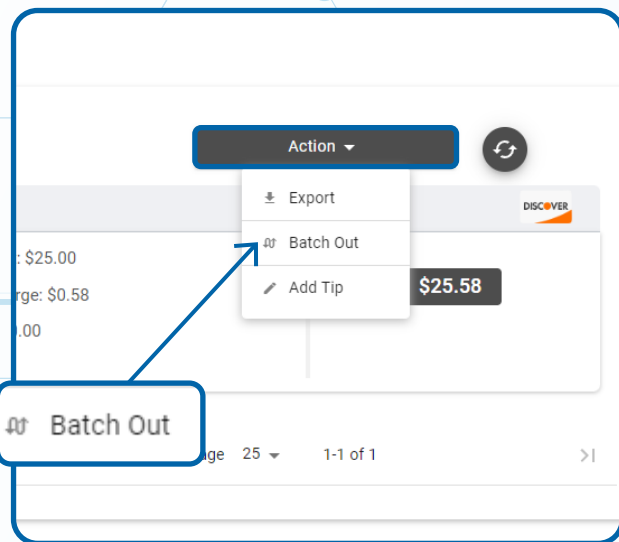 Action
Export
DISCOVER
Batch Out
: $25.00
Add Tip
$25.58
rge: $0.58
.00
Batch Out
age 25 1-1 of 1